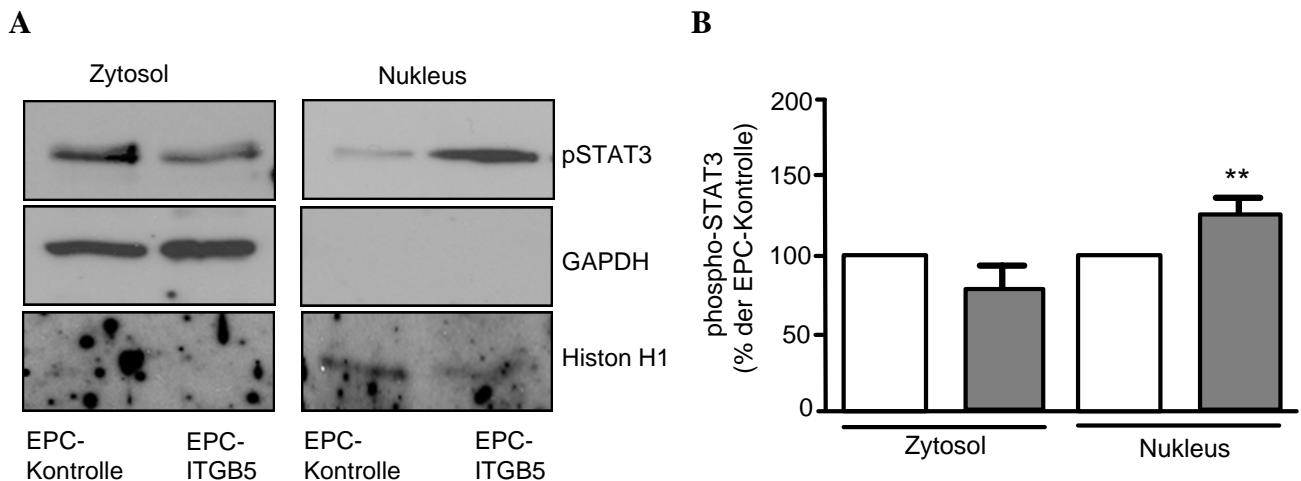 A
Zytosol
Nukleus
pSTAT3
GAPDH
Histon H1
EPC-
Kontrolle
EPC-
ITGB5
EPC-
Kontrolle
EPC-
ITGB5
B
phospho-STAT3
(% der EPC-Kontrolle)
200
150
100
50
0
**
Zytosol
Nukleus